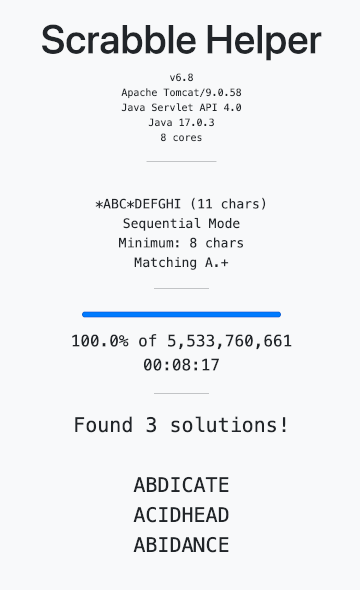 Scrabble Helper
v6.8
Apache Tomcat/9.0.58
Java Servlet API 4.0
Java 17.0.3
8 cores
*ABC*DEFGHI (11 chars)
Sequential Mode
Minimum: 8 chars
Matching A.+
100.0% of 5,533,760,661
00:08:17
Found 3 solutions!
ABDICATE
ACIDHEAD
ABIDANCE